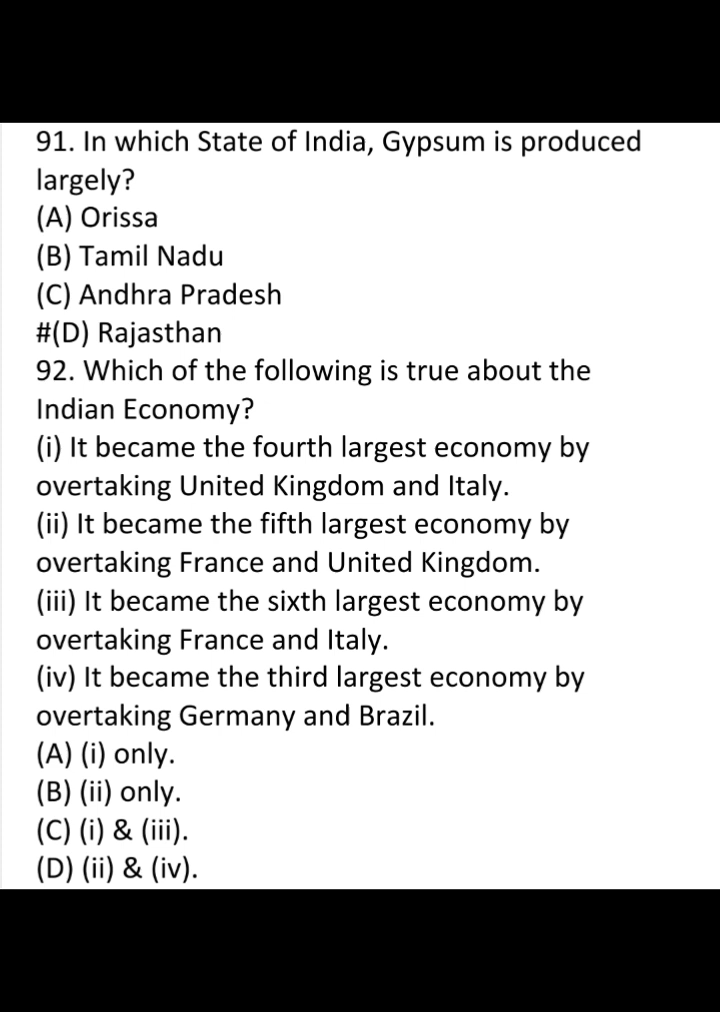 91. In which State of India, Gypsum is produced
largely?
(A) Orissa
(B) Tamil Nadu
(C) Andhra Pradesh
#(D) Rajasthan
92. Which of the following is true about the
Indian Economy?
(i) It became the fourth largest economy by
overtaking United Kingdom and Italy.
(ii) It became the fifth largest economy by
overtaking France and United Kingdom.
(iii) It became the sixth largest economy by
overtaking France and Italy.
(iv) It became the third largest economy by
overtaking Germany and Brazil.
(A) (i) only.
(B) (ii) only.
(C) (i) & (iii).
(D) (ii) & (iv).